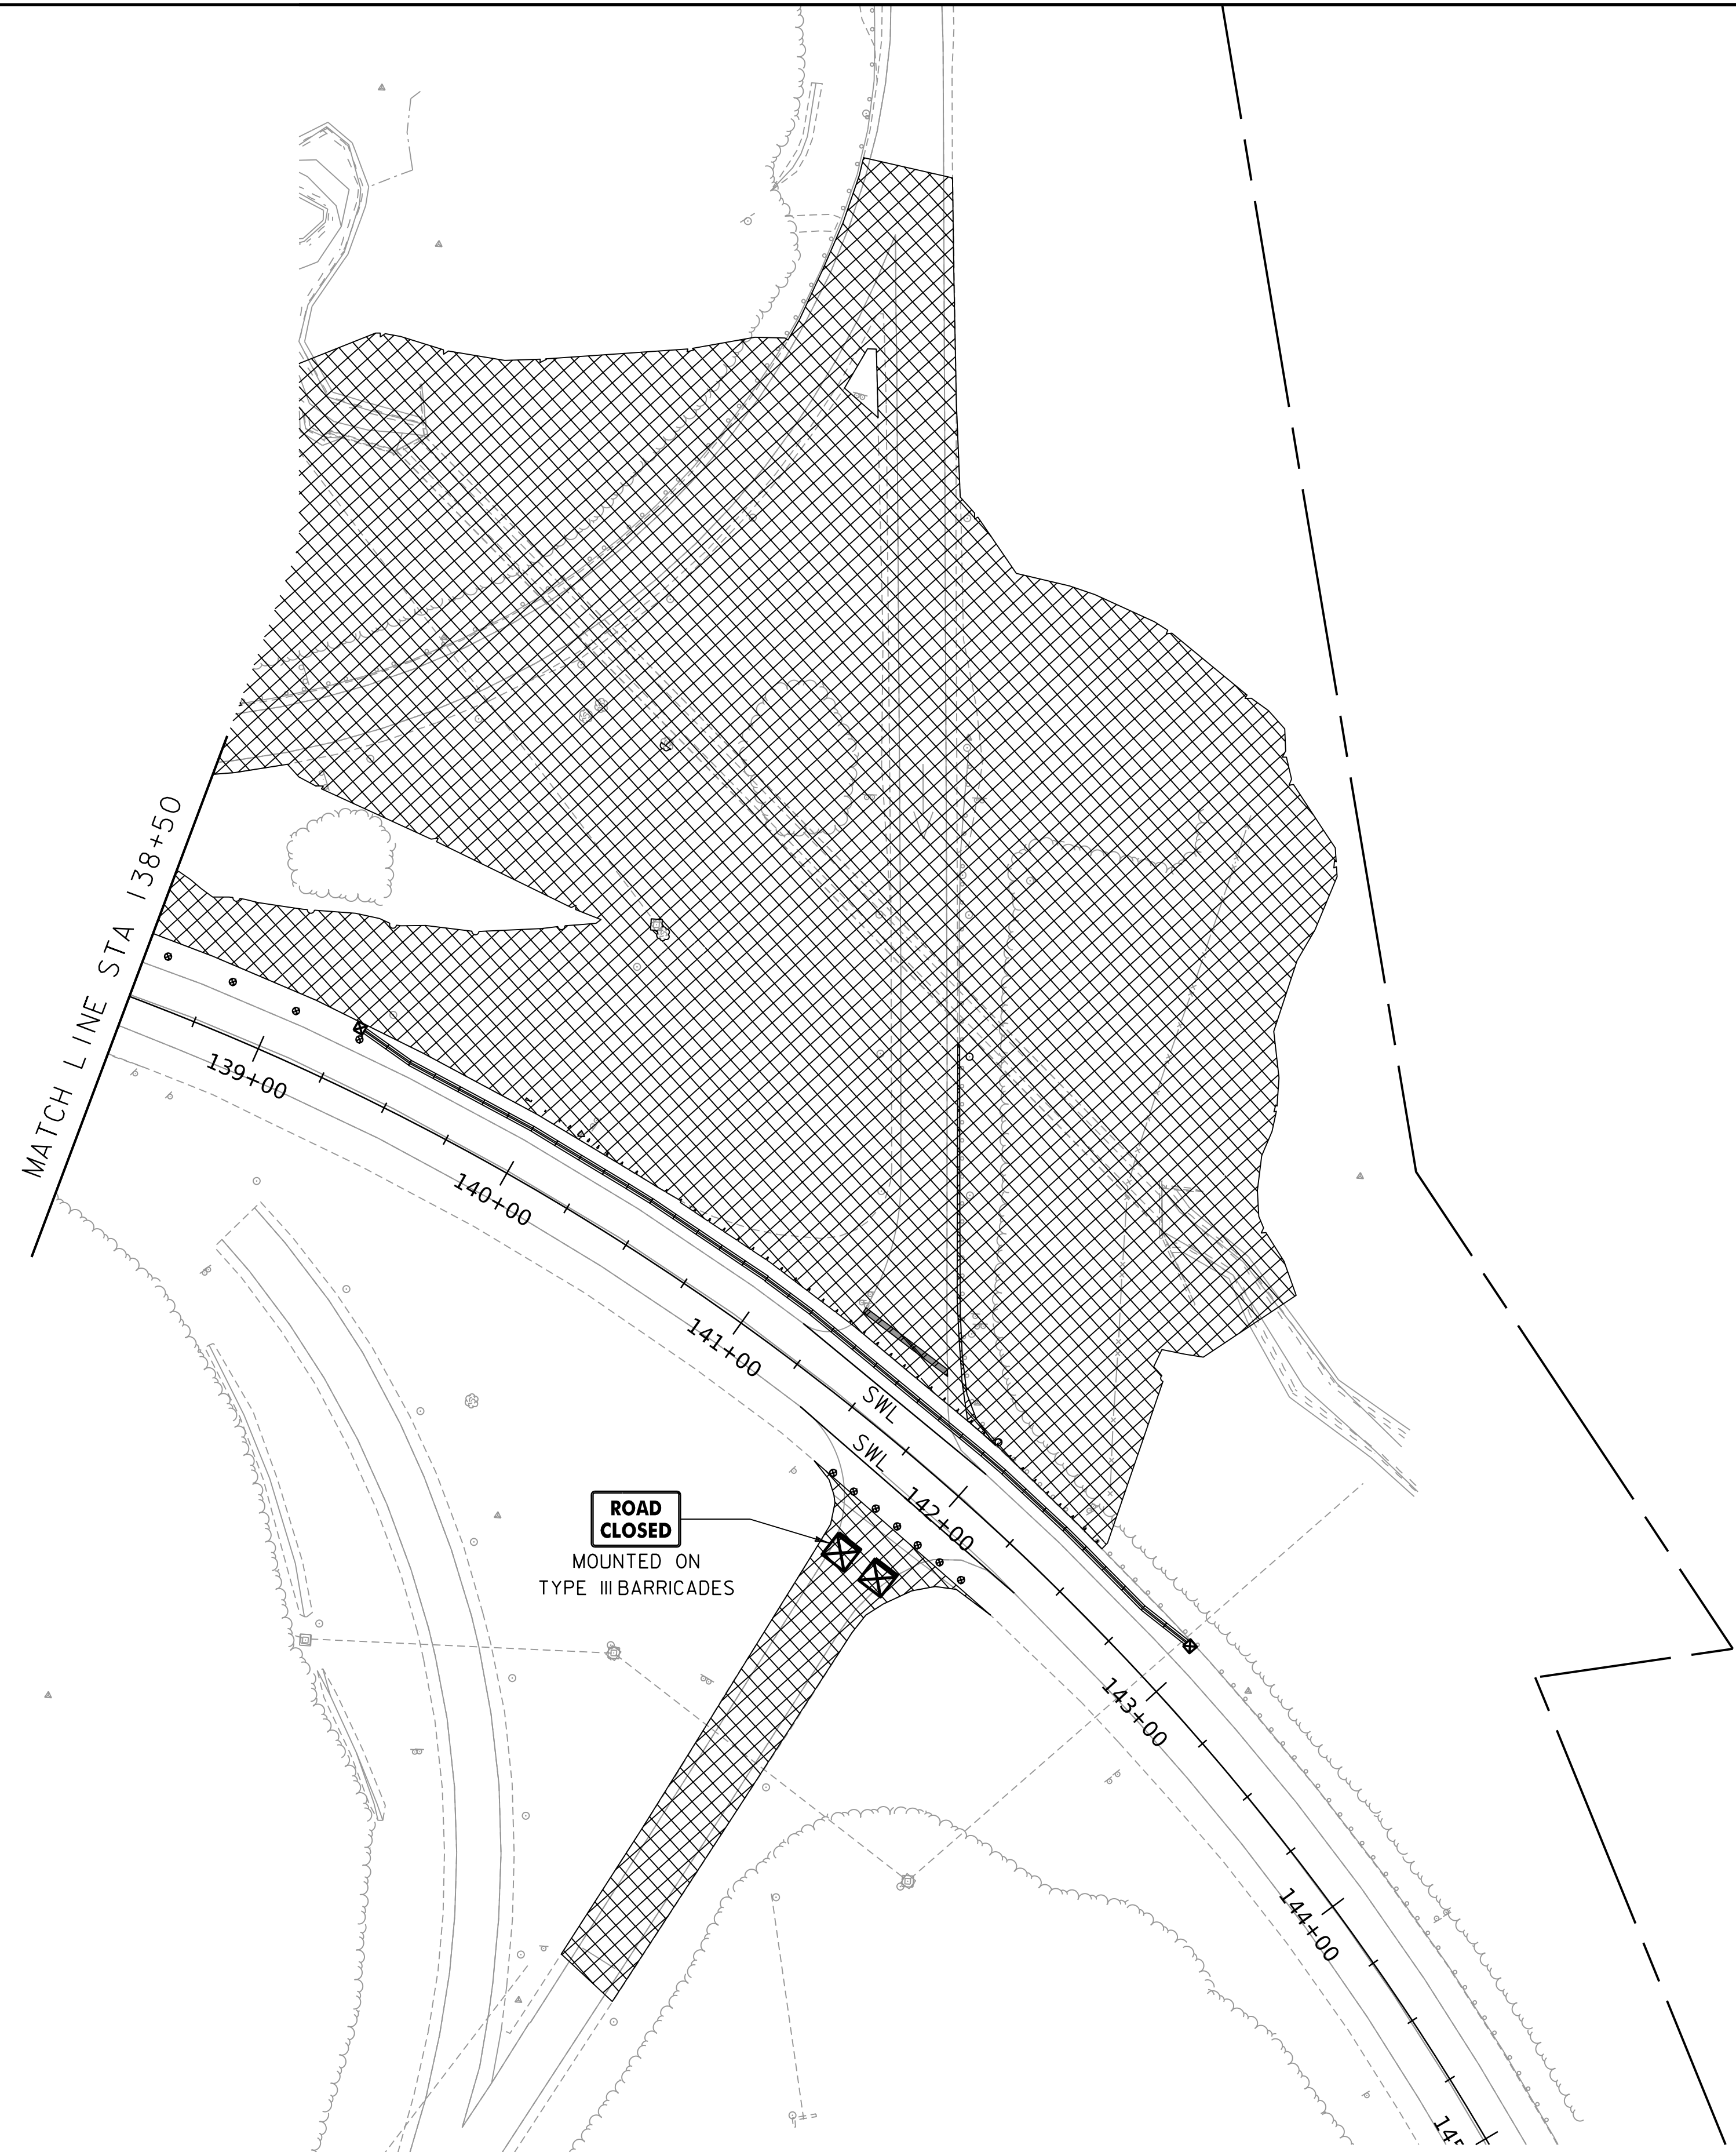 MATCH LINE STA 138+50
139+00
140+00
141+00
SWL
SWL
142+00
ROAD
CLOSED
MOUNTED ON
TYPE III BARRICADES
143+00
144+00